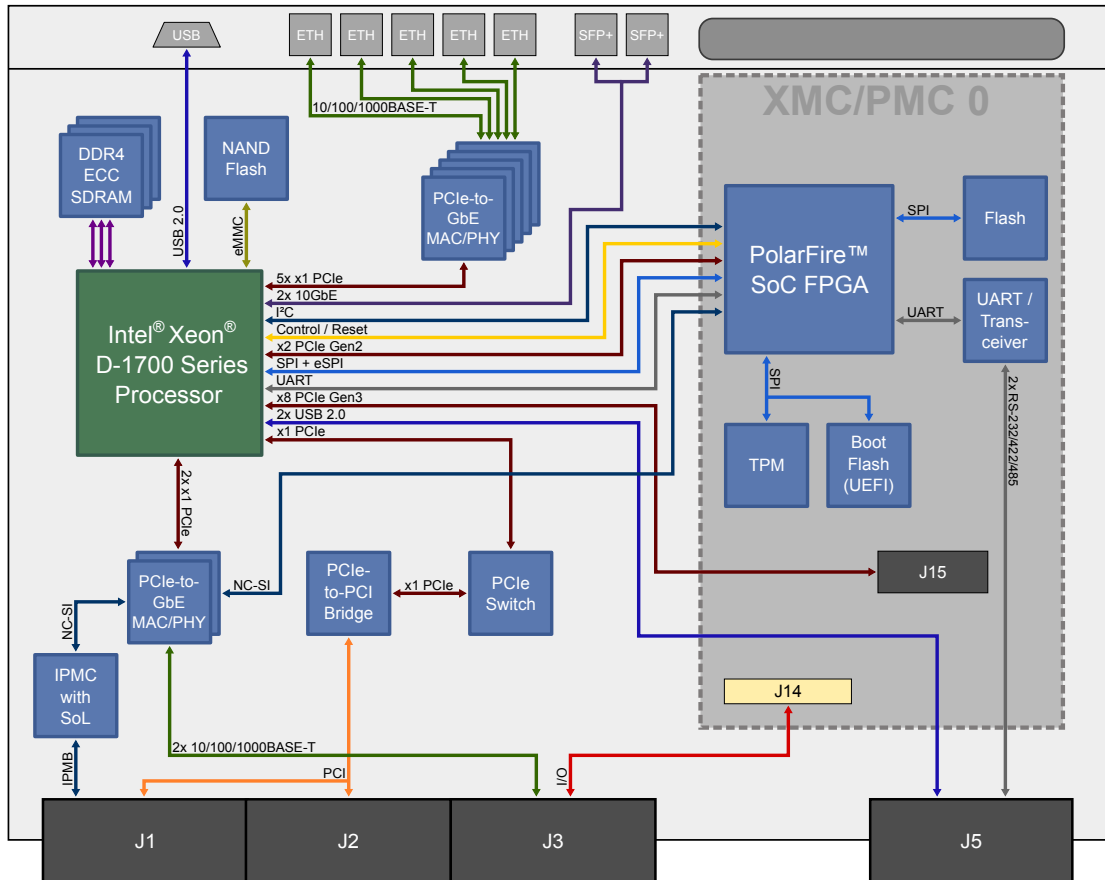 USB
ETH
ETH
ETH
ETH
ETH
SFP+
SFP+
XMC/PMC 0
10/100/1000BASE-T
DDR4
ECC
SDRAM
NAND
Flash
PCIe-to-
GbE
MAC/PHY
USB 2.0
eMMC
PolarFire™
SoC FPGA
SPI
Flash
UART
UART /
Trans-
ceiver
Intel® Xeon®
D-1700 Series
Processor
5x x1 PCIe
2x 10GbE
I²C
Control / Reset
x2 PCIe Gen2
SPI + eSPI
UART
x8 PCIe Gen3
2x USB 2.0
x1 PCIe
SPI
2x RS-232/422/485
TPM
Boot
Flash
(UEFI)
2x x1 PCIe
PCIe-to-
GbE
MAC/PHY
NC-SI
PCIe-
to-PCI
Bridge
x1 PCIe
PCIe
Switch
J15
NC-SI
IPMC
with
SoL
J14
IPMB
2x 10/100/1000BASE-T
PCI
I/O
J1
J2
J3
J5